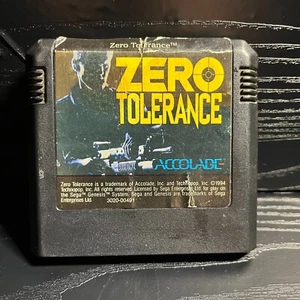 Zero Tolerance™
ZERO
TOLERANCE
ACCOLADE
Zero Tolerance is a trademark of Accolade, Inc. and Technopop, Inc. ©1994
Technopop, Inc. All rights reserved. Licensed by Sega Enterprises Ltd. for play on
the Sega™ Genesis™ System. Sega and Genesis are trademarks of Sega
Enterprises Ltd. 3020-00491